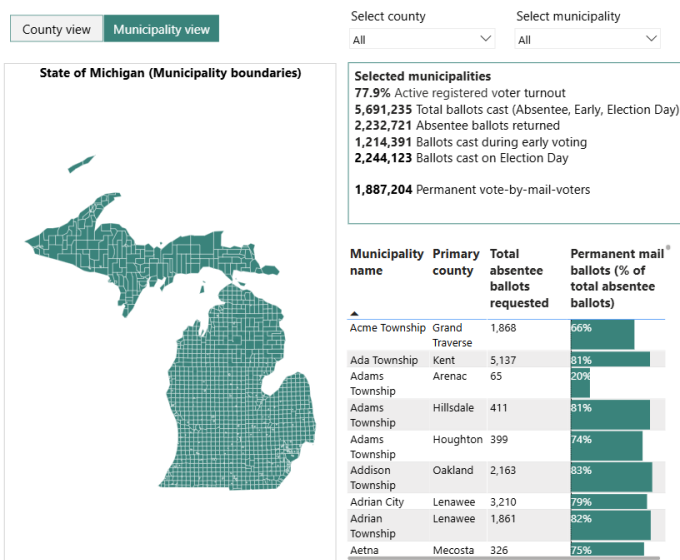 County view
Municipality view
Select county
All
Select municipality
All
State of Michigan (Municipality boundaries)
Selected municipalities
77.9% Active registered voter turnout
5,691,235 Total ballots cast (Absentee, Early, Election Day)
2,232,721 Absentee ballots returned
1,214,391 Ballots cast during early voting
2,244,123 Ballots cast on Election Day
1,887,204 Permanent vote-by-mail-voters
Municipality name Primary county Total absentee ballots requested Permanent mail ballots (% of total absentee ballots)
Acme Township Grand Traverse 1,868 66%
Ada Township Kent 5,137 81%
Adams Township Arenac 65 20%
Adams Township Hillsdale 411 81%
Adams Township Houghton 399 74%
Addison Township Oakland 2,163 83%
Adrian City Lenawee 3,210 79%
Adrian Township Lenawee 1,861 82%
Aetna Mecosta 326 75%